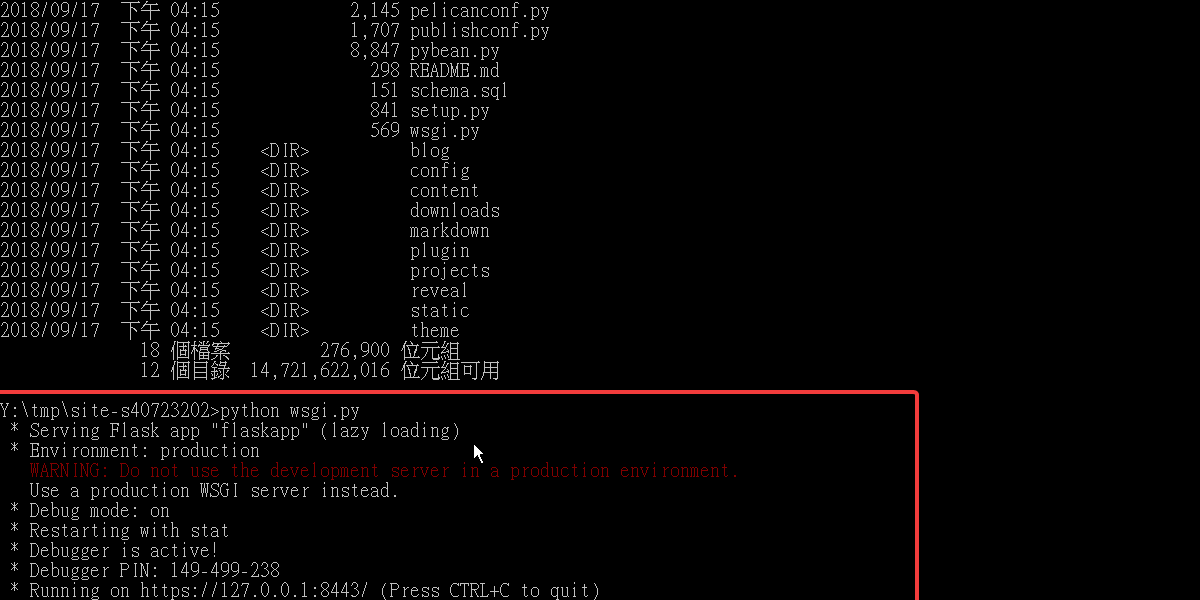 2018/09/17  下午 04:15             2,145 pelicanconf.py
2018/09/17  下午 04:15             1,707 publishconf.py
2018/09/17  下午 04:15             8,847 pybean.py
2018/09/17  下午 04:15               298 README.md
2018/09/17  下午 04:15               151 schema.sql
2018/09/17  下午 04:15               841 setup.py
2018/09/17  下午 04:15               569 wsgi.py
2018/09/17  下午 04:15    <DIR>          blog
2018/09/17  下午 04:15    <DIR>          config
2018/09/17  下午 04:15    <DIR>          content
2018/09/17  下午 04:15    <DIR>          downloads
2018/09/17  下午 04:15    <DIR>          markdown
2018/09/17  下午 04:15    <DIR>          plugin
2018/09/17  下午 04:15    <DIR>          projects
2018/09/17  下午 04:15    <DIR>          reveal
2018/09/17  下午 04:15    <DIR>          static
2018/09/17  下午 04:15    <DIR>          theme
18 個檔案         276,900 位元組
12 個目錄  14,721,622,016 位元組可用
Y:\tmp\site-s40723202>python wsgi.py
* Serving Flask app "flaskapp" (lazy loading)
* Environment: production
WARNING: Do not use the development server in a production environment.
Use a production WSGI server instead.
* Debug mode: on
* Restarting with stat
* Debugger is active!
* Debugger PIN: 149-499-238
* Running on https://127.0.0.1:8443/ (Press CTRL+C to quit)